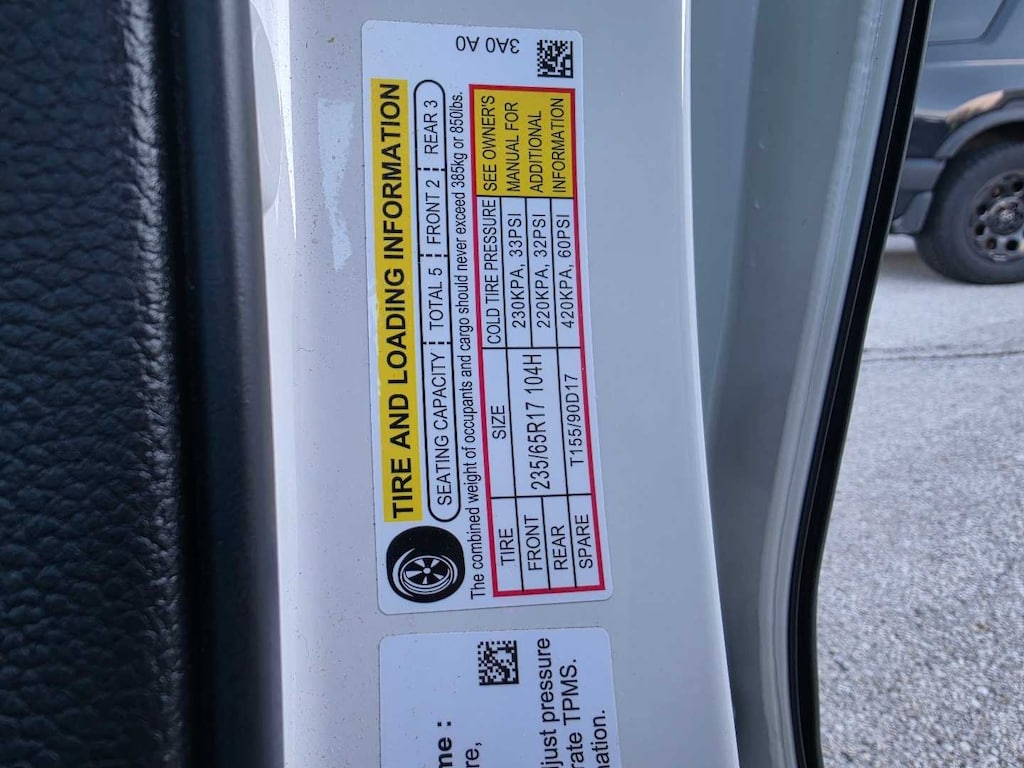 3A0 A0
TIRE AND LOADING INFORMATION
SEATING CAPACITY TOTAL 5 FRONT 2 REAR 3
The combined weight of occupants and cargo should never exceed 385kg or 850lbs.
TIRE SIZE COLD TIRE PRESSURE
FRONT 235/65R17 104H 230KPA, 33PSI
REAR 220KPA, 32PSI
SPARE T155/90D17 420KPA, 60PSI
SEE OWNER'S
MANUAL FOR
ADDITIONAL
INFORMATION
me :
re,
just pressure
rate TPMS.
nation.